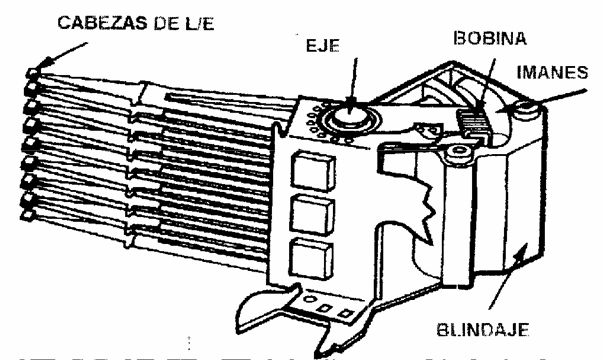 CABEZAS DE L/E
EJE
BOBINA
IMANES
BLINDAJE